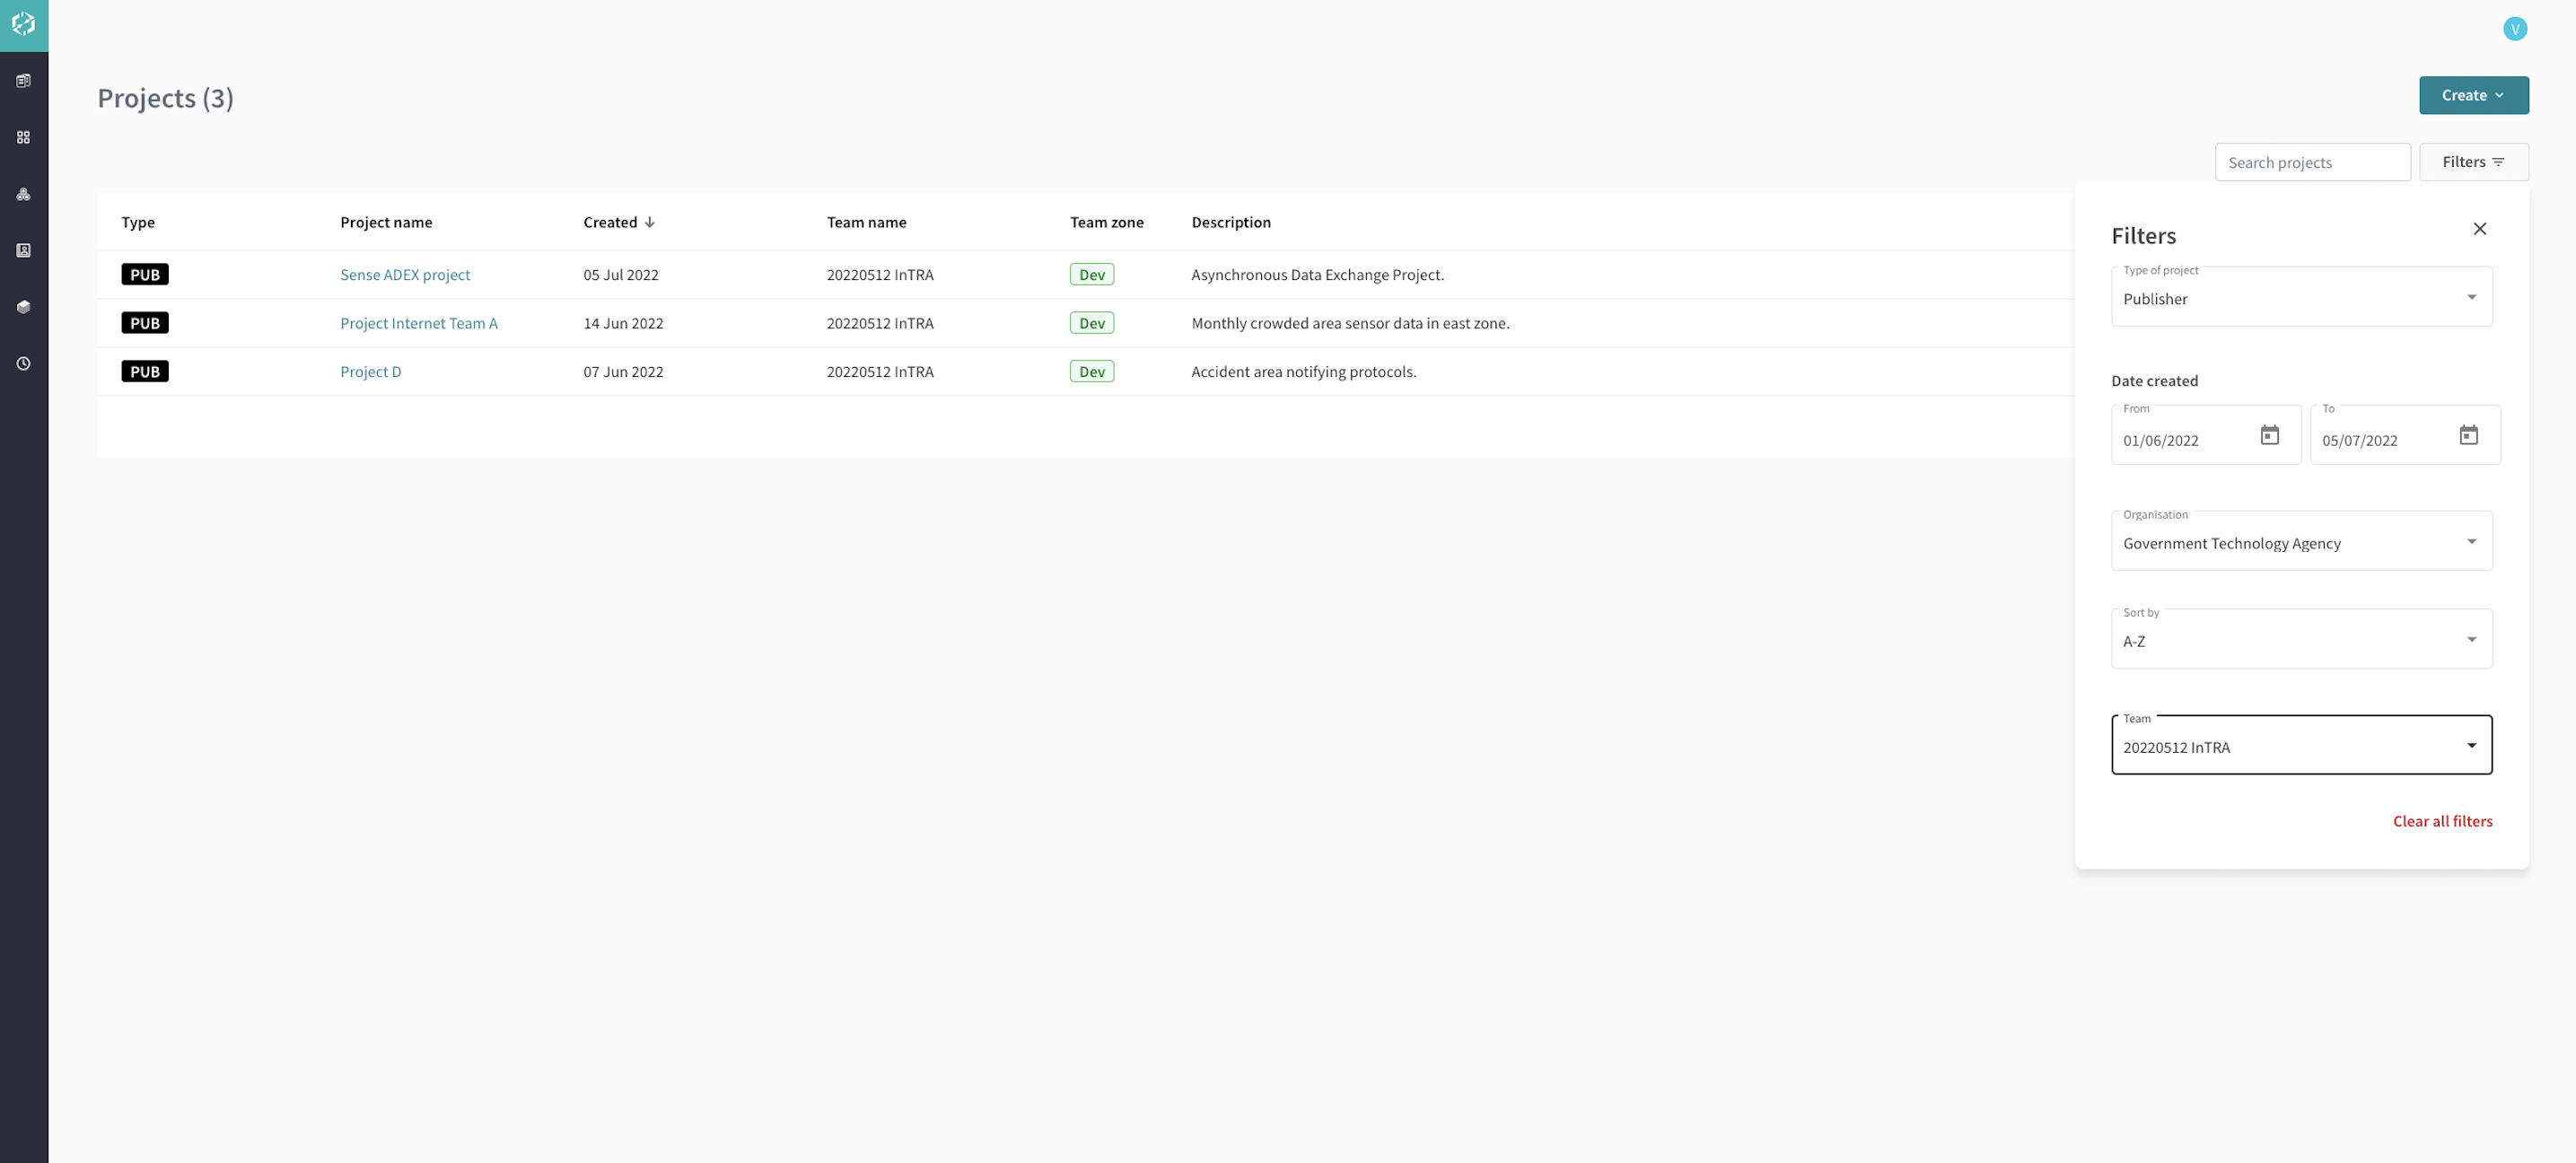 V
Projects (3)
Create
Search projects
Filters
Type Project name Created Team name Team zone Description
PUB Sense ADEX project 05 Jul 2022 20220512 InTRA Dev Asynchronous Data Exchange Project.
PUB Project Internet Team A 14 Jun 2022 20220512 InTRA Dev Monthly crowded area sensor data in east zone.
PUB Project D 07 Jun 2022 20220512 InTRA Dev Accident area notifying protocols.
Filters
Type of project
Publisher
Date created
From To
01/06/2022 05/07/2022
Organisation
Government Technology Agency
Sort by
A-Z
Team
20220512 InTRA
Clear all filters